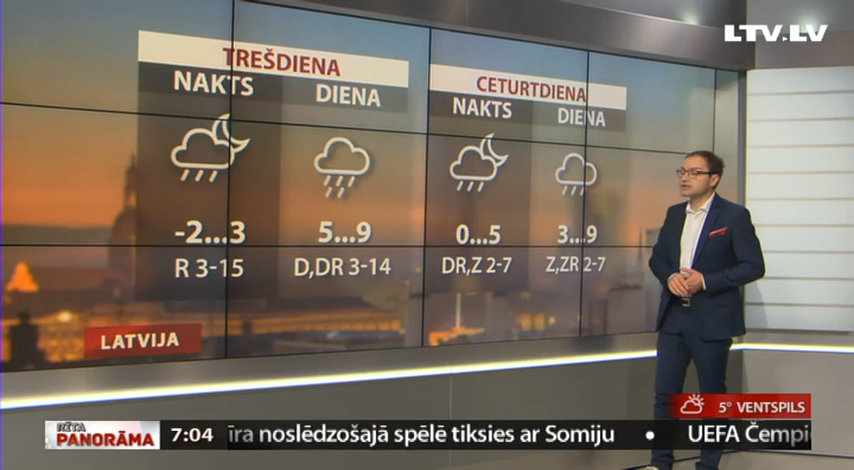 LTV.LV
TREŠDIENA
NAKTS DIENA
-2...3 5...9
R 3-15 D,DR 3-14
CETURTDIENA
NAKTS DIENA
0...5 3...9
DR,Z 2-7 Z,ZR 2-7
LATVIJA
5° VENTSPILS
RĪTA
PANORĀMA
7:04 īra noslēdzošajā spēlē tiksies ar Somiju • UEFA Čempi